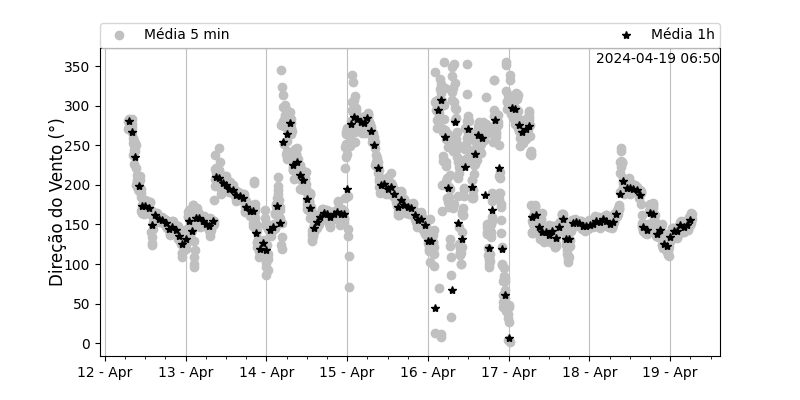 Média 5 min
Média 1h
2024-04-19 06:50
Direção do Vento (°)
350
300
250
200
150
100
50
0
12 - Apr
13 - Apr
14 - Apr
15 - Apr
16 - Apr
17 - Apr
18 - Apr
19 - Apr